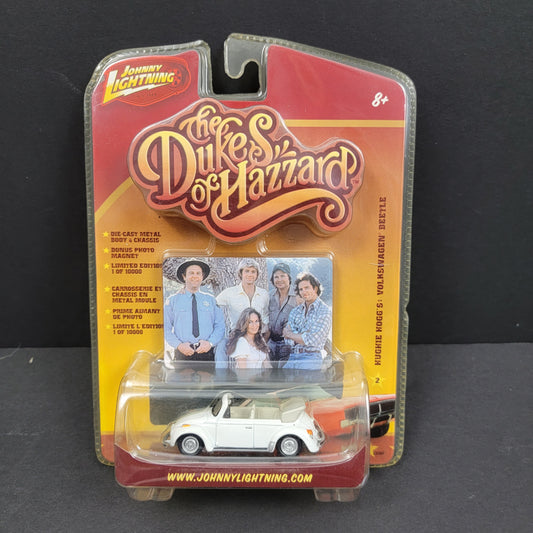 JOHNNY
LIGHTNING
8+
the
Dukes
of Hazzard
DIE-CAST METAL
BODY & CHASSIS
BONUS PHOTO
MAGNET
LIMITED EDITION
1 OF 10000
CARROSSERIE ET
CHASSIS EN
METAL MOULE
PRIME AIMANT
DE PHOTO
LIMITE L'EDITION
1 OF 10000
HUGHIE HOGG'S: VOLKSWAGEN BEETLE
2
WWW.JOHNNYLIGHTNING.COM